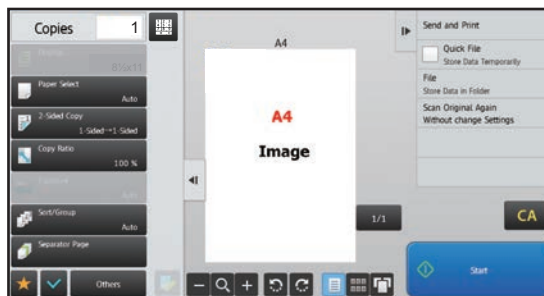 Copies
1
Paper Select
Auto
2-Sided Copy
1-Sided→1-Sided
Copy Ratio
100 %
Auto
Sort/Group
Auto
Separator Page
Others
A4
A4
Image
1/1
Send and Print
Quick File
Store Data Temporarily
File
Store Data in Folder
Scan Original Again
Without change Settings
CA
Start